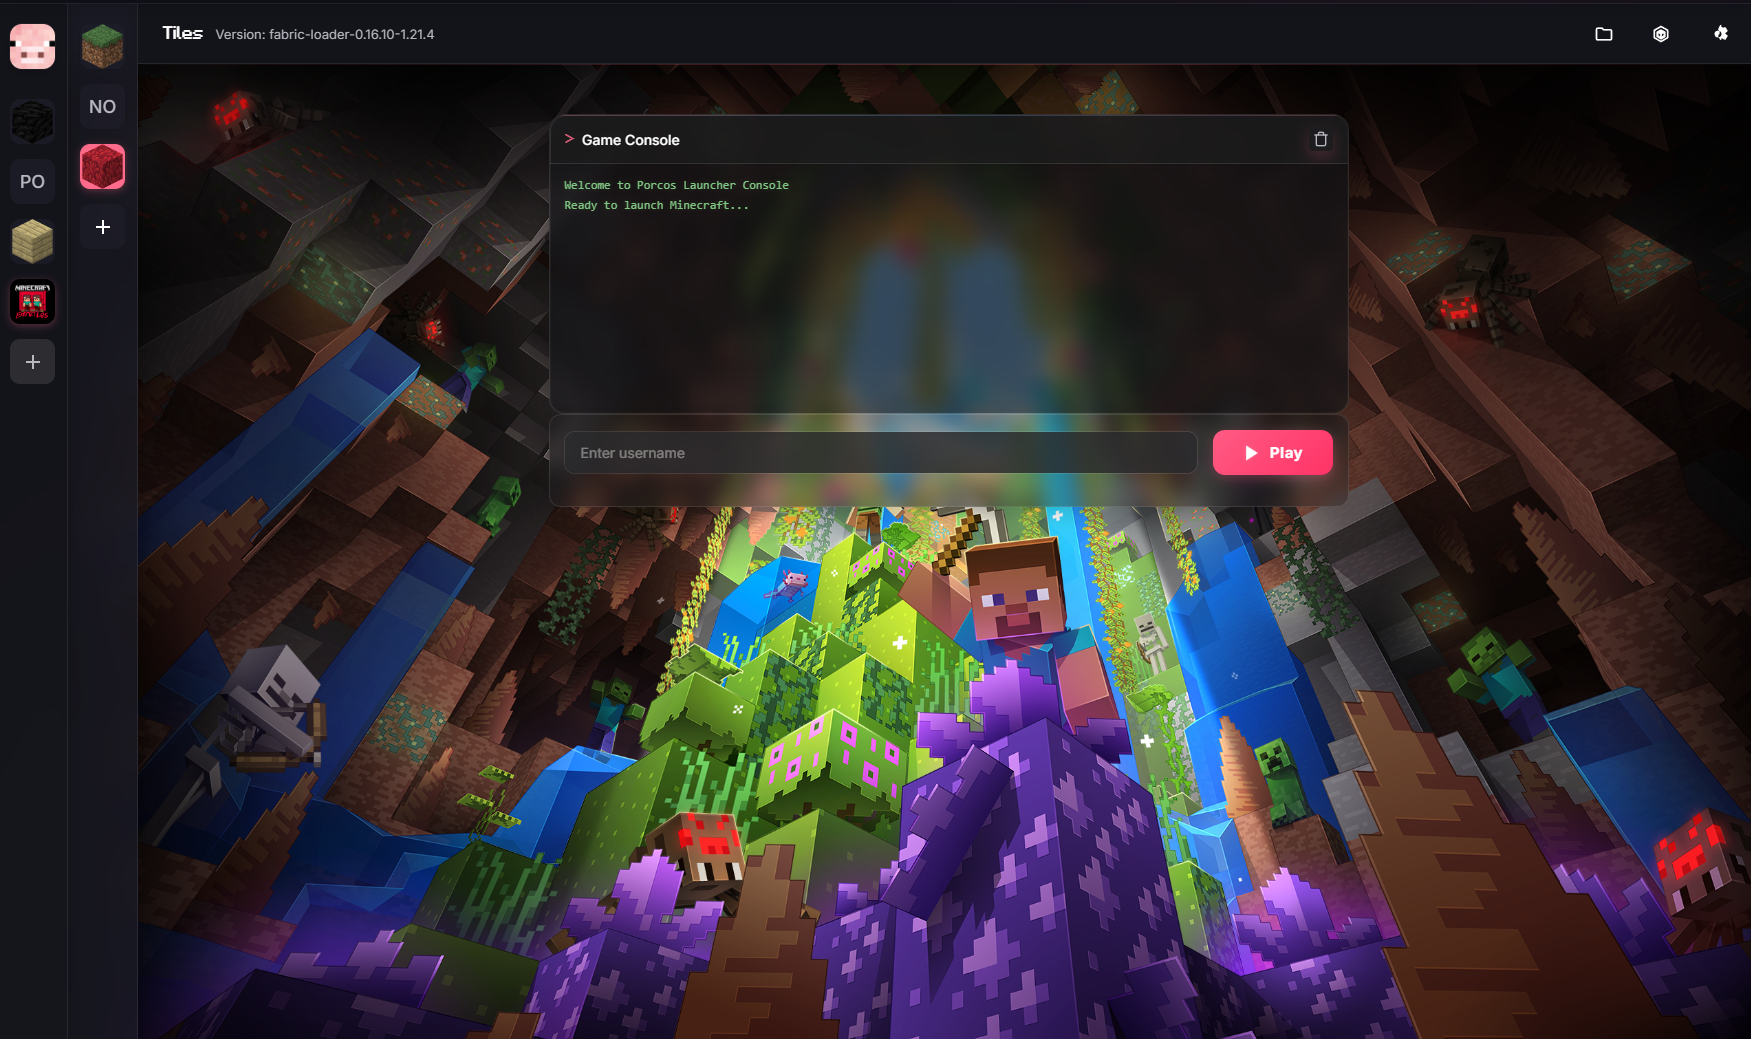 Tiles
Version: fabric-loader-0.16.10-1.21.4
NO
PO
MINECRAFT
> Game Console
Welcome to Porcos Launcher Console
Ready to launch Minecraft...
Enter username
Play